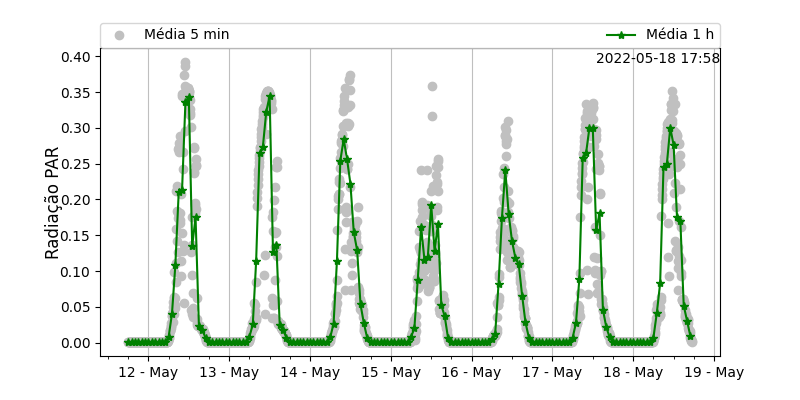 Média 5 min
Média 1 h
2022-05-18 17:58
0.40
0.35
0.30
0.25
0.20
0.15
0.10
0.05
0.00
Radiação PAR
12 - May
13 - May
14 - May
15 - May
16 - May
17 - May
18 - May
19 - May